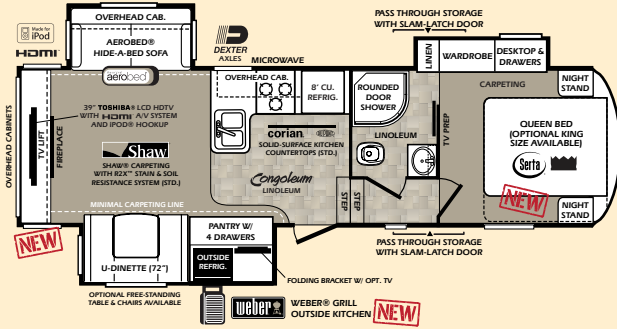 Made for
iPod
HDMI
OVERHEAD CAB.
AEROBED®
HIDE-A-BED SOFA
aerobed
DEXTER
AXLES
MICROWAVE
OVERHEAD CAB.
8' CU.
REFRIG.
PASS THROUGH STORAGE
WITH SLAM-LATCH DOOR
LINEN
WARDROBE
DESKTOP &
DRAWERS
ROUNDED
DOOR
SHOWER
CARPETING
NIGHT
STAND
OVERHEAD CABINETS
TV LIFT
FIREPLACE
39" TOSHIBA® LCD HDTV
WITH HDMI A/V SYSTEM
AND IPOD® HOOKUP
Shaw
SHAW® CARPETING
WITH R2X™ STAIN & SOIL
RESISTANCE SYSTEM (STD.)
corian
SOLID-SURFACE KITCHEN
COUNTERTOPS (STD.)
Congoleum
LINOLEUM
LINOLEUM
TV PREP
QUEEN BED
(OPTIONAL KING
SIZE AVAILABLE)
Serta
NEW
STEP
STEP
NIGHT
STAND
MINIMAL CARPETING LINE
NEW
PANTRY W/
4 DRAWERS
OUTSIDE
REFRIG.
U-DINETTE (72")
FOLDING BRACKET W/ OPT. TV
PASS THROUGH STORAGE
WITH SLAM-LATCH DOOR
OPTIONAL FREE-STANDING
TABLE & CHAIRS AVAILABLE
weber
WEBER® GRILL
OUTSIDE KITCHEN
NEW